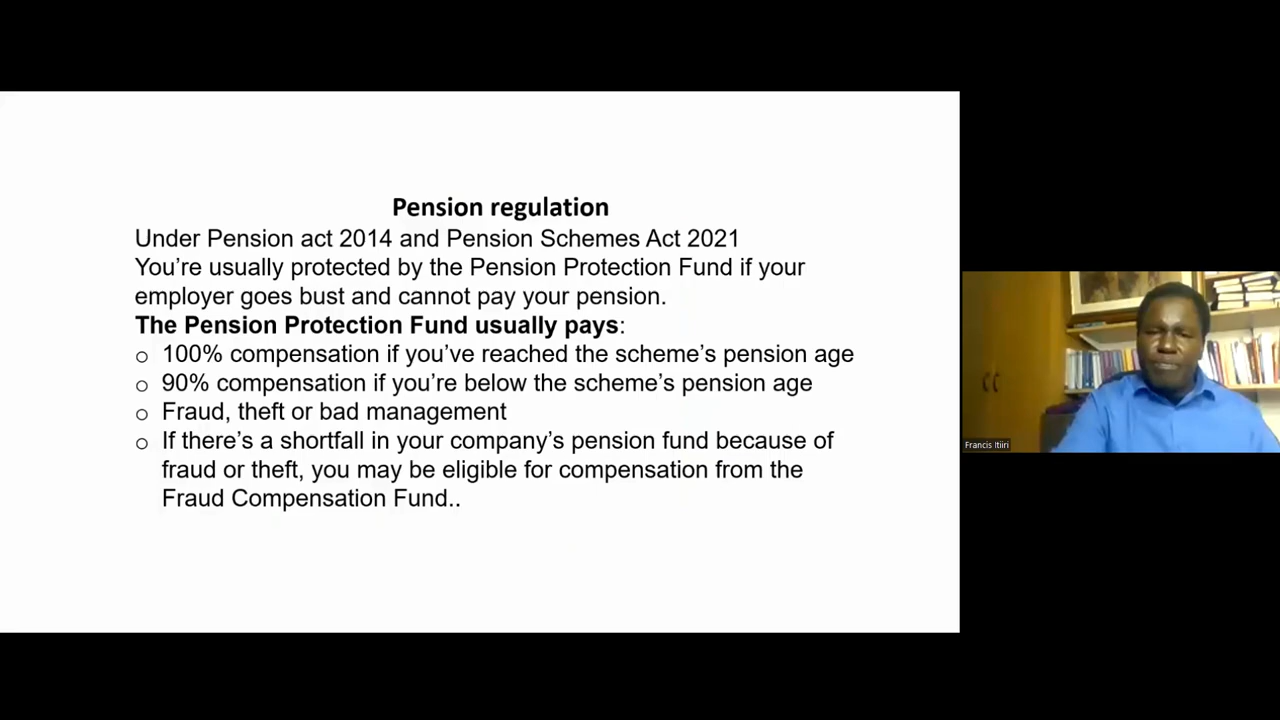 Pension regulation
Under Pension act 2014 and Pension Schemes Act 2021
You're usually protected by the Pension Protection Fund if your
employer goes bust and cannot pay your pension.
The Pension Protection Fund usually pays:
o 100% compensation if you've reached the scheme's pension age
o 90% compensation if you're below the scheme's pension age
o Fraud, theft or bad management
o If there's a shortfall in your company's pension fund because of
fraud or theft, you may be eligible for compensation from the
Fraud Compensation Fund..
Francis Itiiri